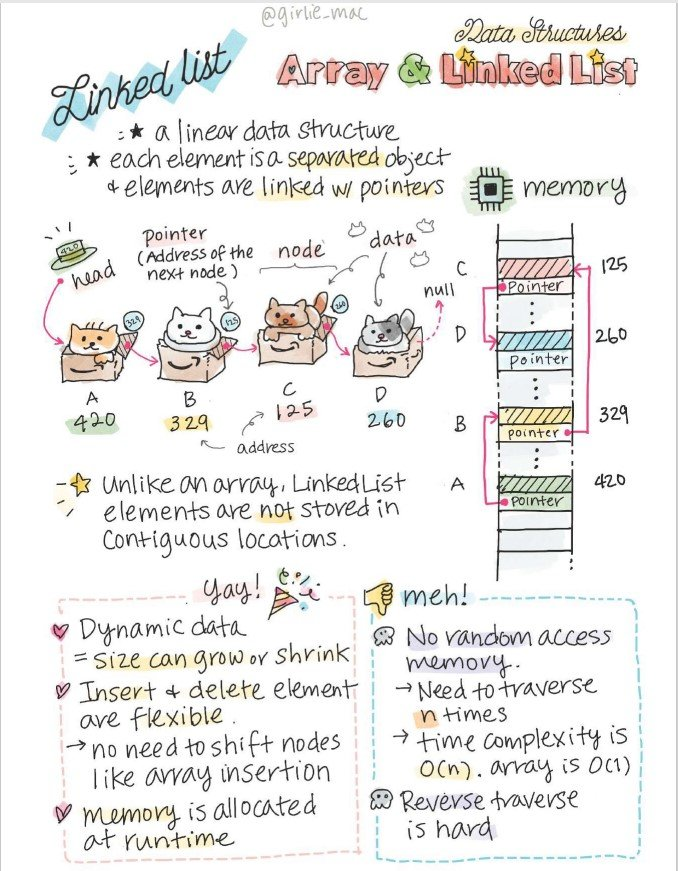 @girlie_mac
Data Structures
Array & Linked List
Linked list
★ a linear data structure
★ each element is a separated object
& elements are linked w/ pointers
memory
420
head
pointer
(Address of the
next node)
node
data
null
329
125
260
A
B
C
D
420
329
125
260
address
C
125
Pointer
D
260
pointer
B
329
pointer
A
420
pointer
Unlike an array, LinkedList
elements are not stored in
contiguous locations.
Yay!
Dynamic data
= size can grow or shrink
Insert & delete element
are flexible.
→ no need to shift nodes
like array insertion
memory is allocated
at runtime
meh!
No random access
memory.
→ Need to traverse
n times
→ time complexity is
O(n). array is O(1)
Reverse traverse
is hard